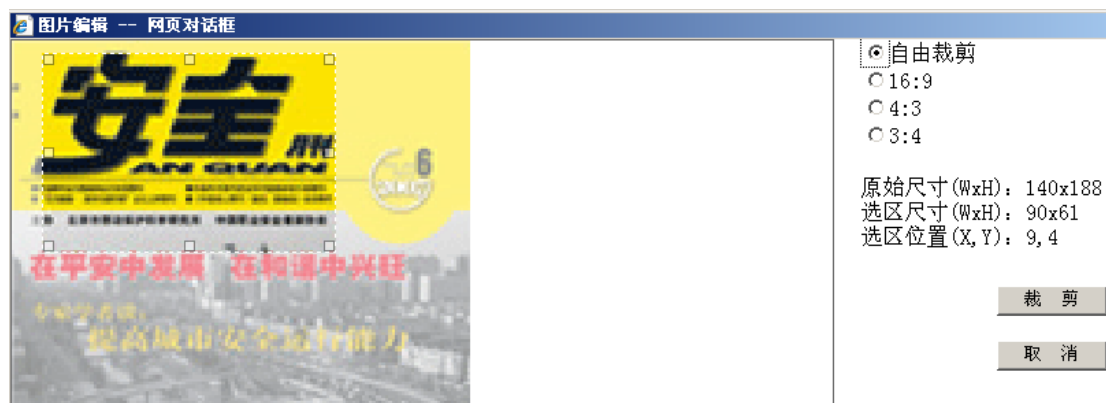 图片编辑 -- 网页对话框
安全
AN QUAN
6
在平安中发展 在和谐中兴旺
提高城市安全运行能力
自由裁剪
16:9
4:3
3:4
原始尺寸(WxH): 140x188
选区尺寸(WxH): 90x61
选区位置(X,Y): 9,4
裁 剪
取 消